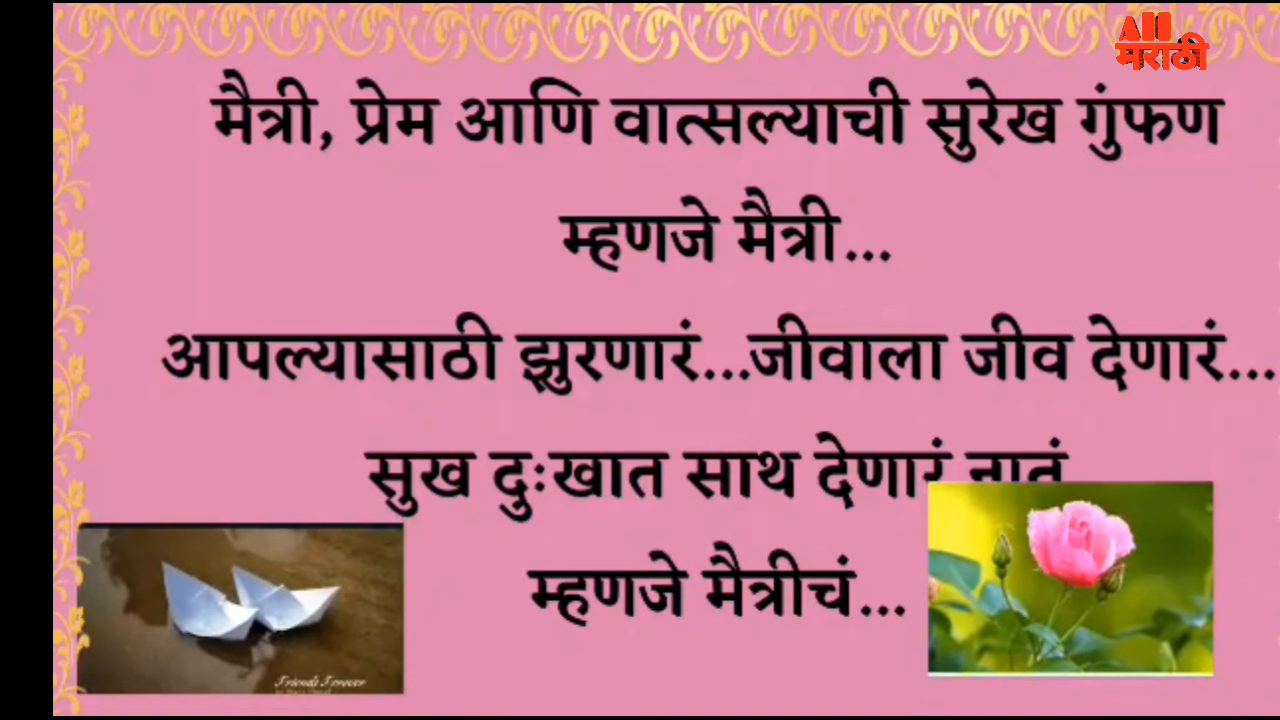 All
मराठी
मैत्री, प्रेम आणि वात्सल्याची सुरेख गुंफण
म्हणजे मैत्री...
आपल्यासाठी झुरणारं...जीवाला जीव देणारं...
सुख दुःखात साथ देणारं नातं
म्हणजे मैत्रीचं...
Friends Forever